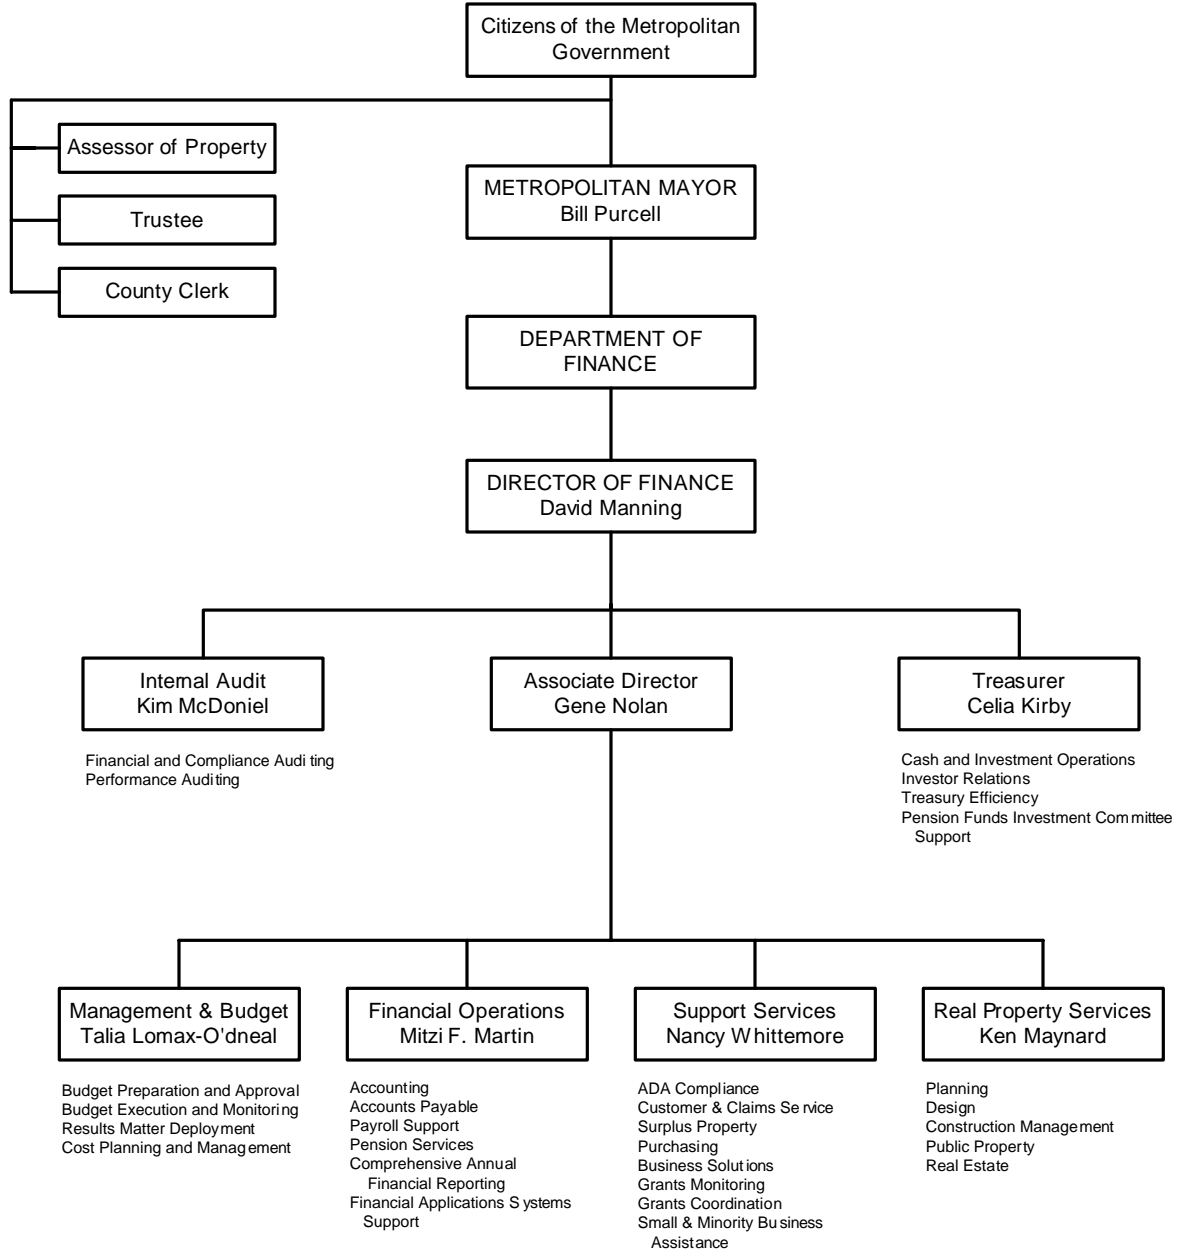 Citizens of the Metropolitan
Government
Assessor of Property
Trustee
County Clerk
METROPOLITAN MAYOR
Bill Purcell
DEPARTMENT OF
FINANCE
DIRECTOR OF FINANCE
David Manning
Internal Audit
Kim McDoniel
Financial and Compliance Auditing
Performance Auditing
Associate Director
Gene Nolan
Treasurer
Celia Kirby
Cash and Investment Operations
Investor Relations
Treasury Efficiency
Pension Funds Investment Committee
Support
Management & Budget
Talia Lomax-O'dneal
Budget Preparation and Approval
Budget Execution and Monitoring
Results Matter Deployment
Cost Planning and Management
Financial Operations
Mitzi F. Martin
Accounting
Accounts Payable
Payroll Support
Pension Services
Comprehensive Annual
Financial Reporting
Financial Applications Systems
Support
Support Services
Nancy Whittemore
ADA Compliance
Customer & Claims Service
Surplus Property
Purchasing
Business Solutions
Grants Monitoring
Grants Coordination
Small & Minority Business
Assistance
Real Property Services
Ken Maynard
Planning
Design
Construction Management
Public Property
Real Estate